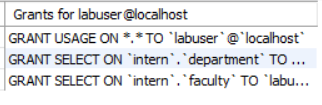 Grants for labuser@localhost
GRANT USAGE ON *.* TO `labuser`@`localhost`
GRANT SELECT ON `intern`.`department` TO ...
GRANT SELECT ON `intern`.`faculty` TO `labu...